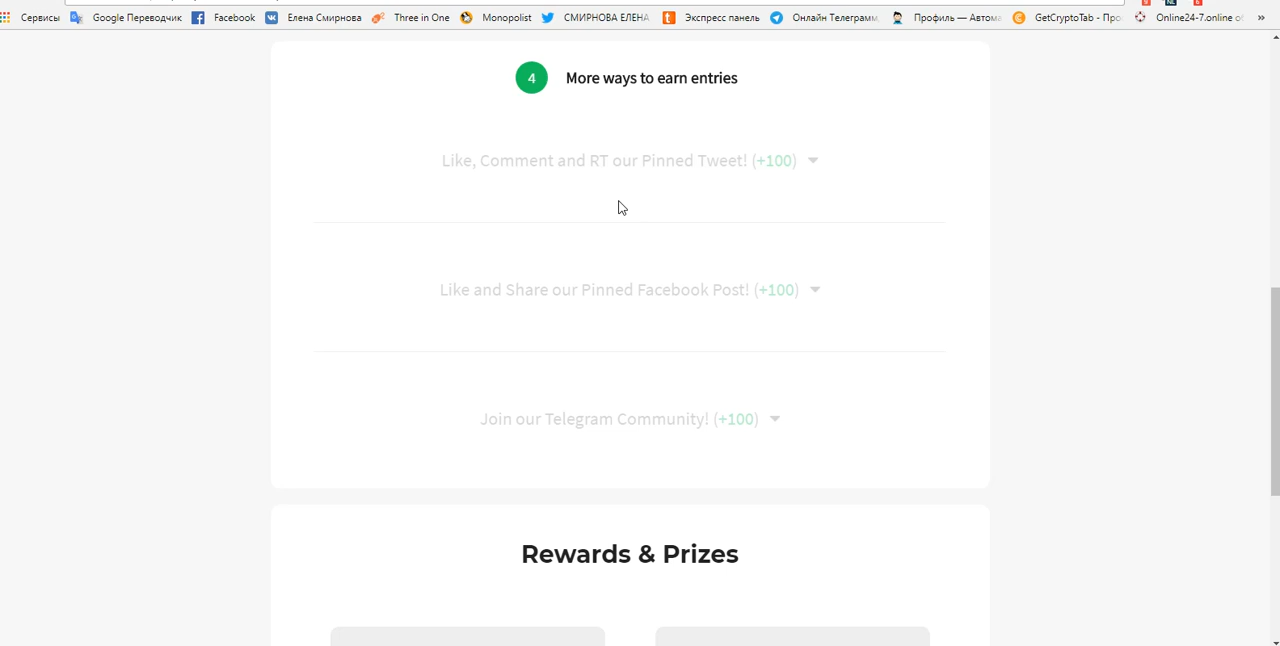 Сервисы Google Переводчик Facebook Елена Смирнова Three in One Monopolist СМИРНОВА ЕЛЕНА Экспресс панель Онлайн Телеграмм Профиль — Автома GetCryptoTab - Про Online24-7.online »
4 More ways to earn entries
Like, Comment and RT our Pinned Tweet! (+100)
Like and Share our Pinned Facebook Post! (+100)
Join our Telegram Community! (+100)
Rewards & Prizes